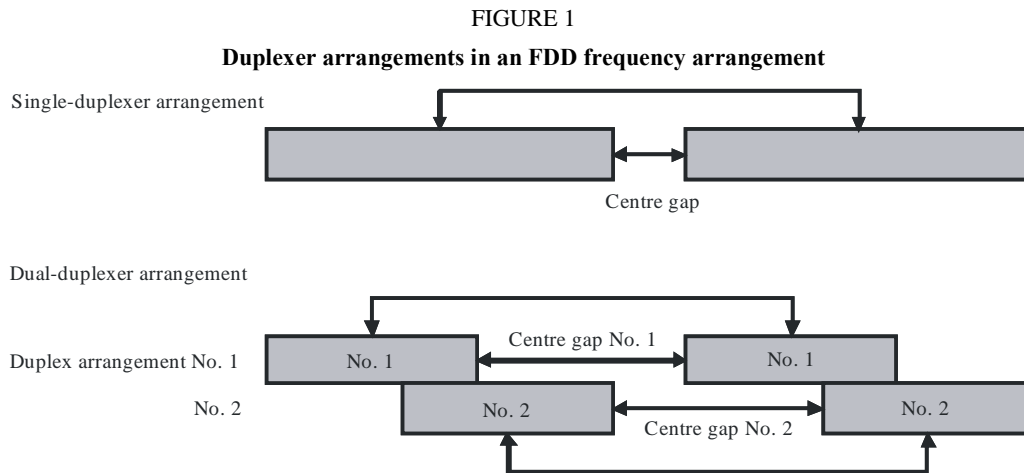 FIGURE 1
Duplexer arrangements in an FDD frequency arrangement
Single-duplexer arrangement
Centre gap
Dual-duplexer arrangement
Duplex arrangement No. 1
No. 1
Centre gap No. 1
No. 1
No. 2
No. 2
Centre gap No. 2
No. 2